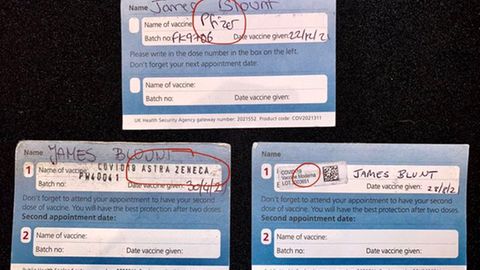 Name James Blount
Name of vaccine: Pfizer
Batch no: FK9706 Date vaccine given: 22/12/21
Please write in the dose number in the box on the left.
Don't forget your next appointment date:
Name of vaccine:
Batch no: Date vaccine given:
UK Health Security Agency gateway number: 2021552. Product code: COV2021311
Name JAMES BLOUNT
1 Name of vaccine: COVID19 ASTRA ZENECA
PW40041
Batch no: Date vaccine given: 30/4/21
Don't forget to attend your appointment to have your second
dose of vaccine. You will have the best protection after two doses
Second appointment date:
2 Name of vaccine:
Batch no: Date vaccine given:
Name
1 COVID19
Vaccine Moderna
LOT: JAMES BLUNT
Date vaccine given:
Don't forget to attend your appointment to have your second
dose of vaccine. You will have the best protection after two doses.
Second appointment date:
2 Name of vaccine:
Batch no: Date vaccine given: